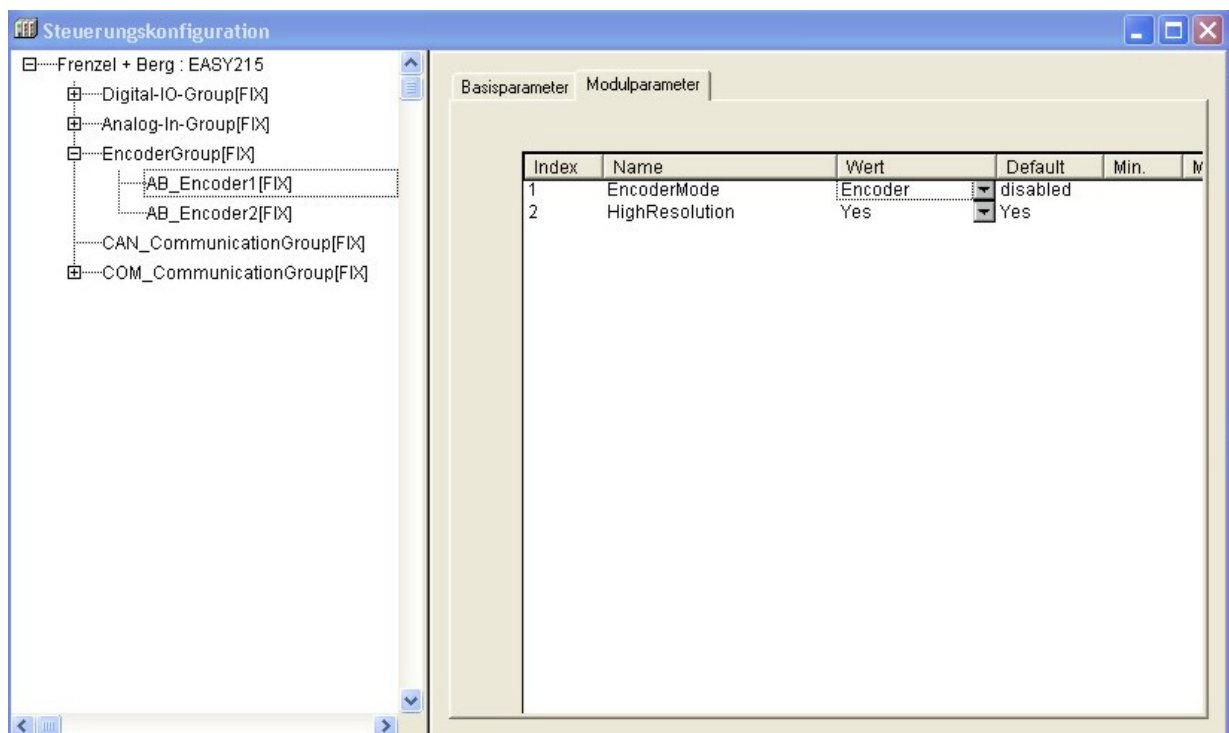 Steuerungskonfiguration
Frenzel + Berg : EASY215
Digital-IO-Group[FIX]
Analog-In-Group[FIX]
EncoderGroup[FIX]
AB_Encoder1[FIX]
AB_Encoder2[FIX]
CAN_CommunicationGroup[FIX]
COM_CommunicationGroup[FIX]
Basisparameter Modulparameter
Index Name Wert Default Min. M
1 EncoderMode Encoder disabled
2 HighResolution Yes Yes